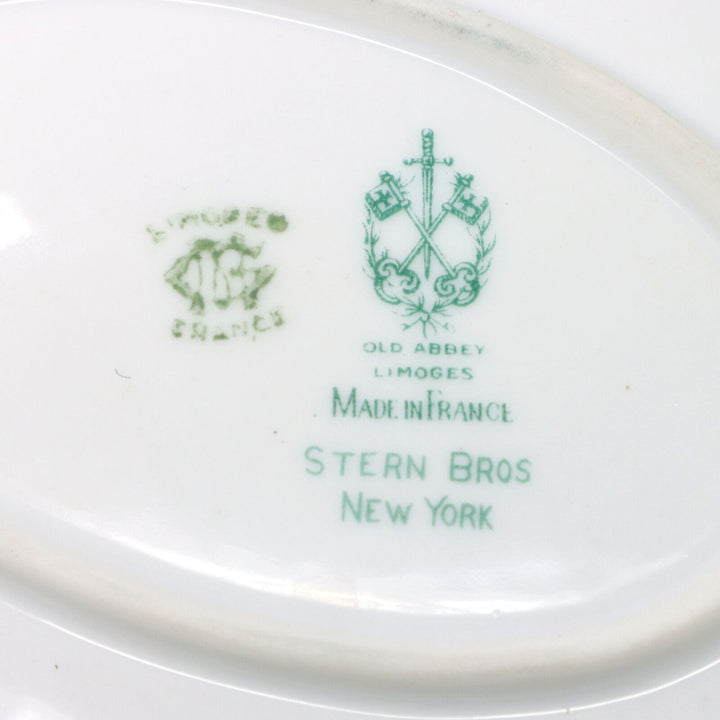 LIMOGES
FRANCE
OLD ABBEY
LIMOGES
MADE IN FRANCE
STERN BROS
NEW YORK